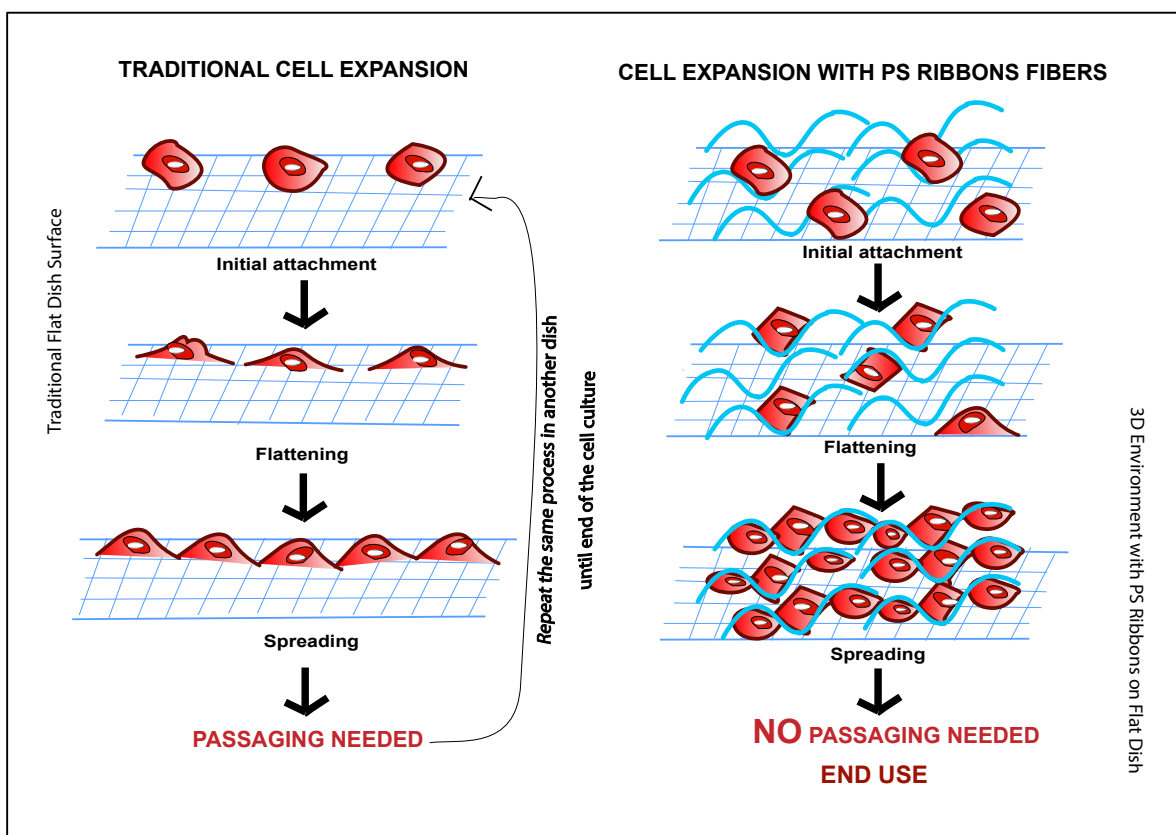 TRADITIONAL CELL EXPANSION
Traditional Flat Dish Surface
Initial attachment
Flattening
Spreading
PASSAGING NEEDED
Repeat the same process in another dish
until end of the cell culture
CELL EXPANSION WITH PS RIBBONS FIBERS
Initial attachment
Flattening
Spreading
NO PASSAGING NEEDED
END USE
3D Environment with PS Ribbons on Flat Dish